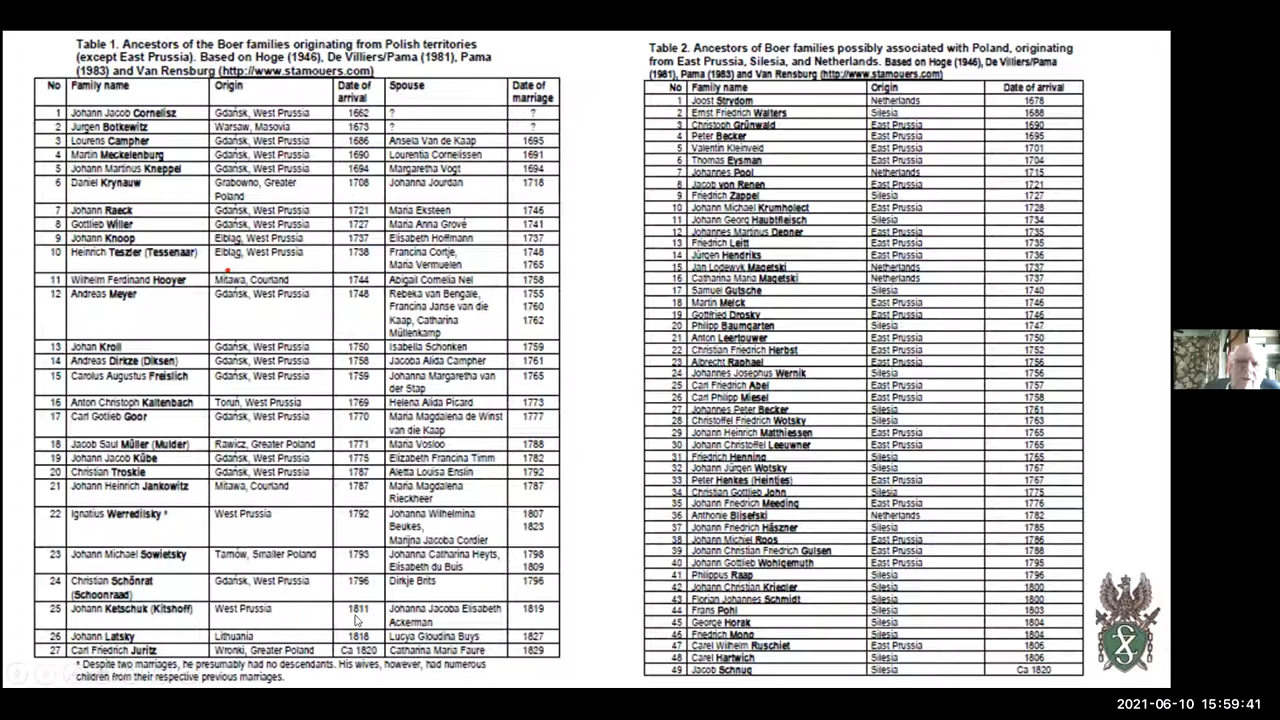 Table 1. Ancestors of the Boer families originating from Polish territories
(except East Prussia). Based on Hoge (1946), De Villiers/Pama (1981), Pama
(1983) and Van Rensburg (http://www.stamouers.com)
No Family name Origin Date of arrival Spouse Date of marriage
1 Johann Jacob Cornelisz Gdańsk, West Prussia 1662 ? ?
2 Jurgen Botkewitz Warsaw, Masovia 1673 ? ?
3 Lourens Campher Gdańsk, West Prussia 1686 Ansela Van de Kaap 1695
4 Martin Meckelenburg Gdańsk, West Prussia 1690 Lourentia Cornelissen 1691
5 Johann Martinus Kneppel Gdańsk, West Prussia 1694 Margaretha Vogt 1694
6 Daniel Krynauw Grabowno, Greater 1708 Johanna Jourdan 1718
Poland
7 Johann Raeck Gdańsk, West Prussia 1721 Maria Eksteen 1746
8 Gottlieb Willer Gdańsk, West Prussia 1727 Maria Anna Grové 1741
9 Johann Knoop Elbląg, West Prussia 1737 Elisabeth Hoffmann 1737
10 Heinrich Teszler (Tessenaar) Elbląg, West Prussia 1738 Francina Cortje, 1748
Maria Vermuelen 1765
11 Wilhelm Ferdinand Hooyer Mitawa, Courland 1744 Abigail Cornelia Nel 1758
12 Andreas Meyer Gdańsk, West Prussia 1748 Rebeka van Bengale, 1755
Francina Janse van die 1760
Kaap, Catharina 1762
Müllenkamp
13 Johan Kroll Gdańsk, West Prussia 1750 Isabella Schonken 1759
14 Andreas Dirkze (Diksen) Gdańsk, West Prussia 1758 Jacoba Alida Campher 1761
15 Carolus Augustus Freislich Gdańsk, West Prussia 1759 Johanna Margaretha van 1765
der Stap
16 Anton Christoph Kaltenbach Toruń, West Prussia 1769 Helena Alida Picard 1773
17 Carl Gotlieb Goor Gdańsk, West Prussia 1770 Maria Magdalena de Winst 1777
van die Kaap
18 Jacob Saul Müller (Mulder) Rawicz, Greater Poland 1771 Maria Vosloo 1788
19 Johann Jacob Kübe Gdańsk, West Prussia 1775 Elizabeth Francina Timm 1782
20 Christian Troskie Gdańsk, West Prussia 1787 Aletta Louisa Enslin 1792
21 Johann Heinrich Jankowitz Mitawa, Courland 1787 Maria Magdalena 1787
Rieckheer
22 Ignatius Werredilsky * West Prussia 1792 Johanna Wilhelmina 1807
Beukes, 1823
Marijna Jacoba Cordier
23 Johann Michael Sowietsky Tarnów, Smaller Poland 1793 Johanna Catharina Heyts, 1798
Elisabeth du Buis 1809
24 Christian Schönrat Gdańsk, West Prussia 1796 Dirkje Brits 1796
(Schoonraad)
25 Johann Ketschuk (Kitshoff) West Prussia 1811 Johanna Jacoba Elisabeth 1819
Ackerman
26 Johann Latsky Lithuania 1818 Lucya Gloudina Buys 1827
27 Carl Friedrich Juritz Wronki, Greater Poland Ca 1820 Catharina Maria Faure 1829
* Despite two marriages, he presumably had no descendants. His wives, however, had numerous
children from their respective previous marriages.
Table 2. Ancestors of Boer families possibly associated with Poland, originating
from East Prussia, Silesia, and Netherlands. Based on Hoge (1946), De Villiers/Pama
(1981), Pama (1983) and Van Rensburg (http://www.stamouers.com)
No Family name Origin Date of arrival
1 Joost Strydom Netherlands 1678
2 Ernst Friedrich Walters Silesia 1688
3 Christoph Grünwald East Prussia 1690
4 Peter Becker East Prussia 1695
5 Valentin Kleinveld East Prussia 1701
6 Thomas Eysman East Prussia 1704
7 Johannes Pool Netherlands 1715
8 Jacob von Renen East Prussia 1721
9 Friedrich Zappel Silesia 1727
10 Johann Michael Krumholect East Prussia 1728
11 Johann Georg Haubtfleisch Silesia 1734
12 Johannes Martinus Depner East Prussia 1735
13 Friedrich Leitt East Prussia 1735
14 Jürgen Hendriks East Prussia 1736
15 Jan Lodewyk Magetski Netherlands 1737
16 Catharina Maria Magetski Netherlands 1737
17 Samuel Gutsche Silesia 1740
18 Martin Melck East Prussia 1746
19 Gottfried Drosky East Prussia 1746
20 Philipp Baumgarten Silesia 1747
21 Anton Leertouwer East Prussia 1750
22 Christian Friedrich Herbst East Prussia 1752
23 Albrecht Raphael East Prussia 1756
24 Johannes Josephus Wernik Silesia 1756
25 Carl Friedrich Abel East Prussia 1757
26 Carl Philipp Miesel East Prussia 1758
27 Johannes Peter Becker Silesia 1761
28 Christoffel Friedrich Wotsky Silesia 1763
29 Johann Heinrich Matthiessen East Prussia 1765
30 Johann Christoffel Leeuwner East Prussia 1765
31 Friedrich Henning Silesia 1765
32 Johann Jürgen Wotsky Silesia 1767
33 Peter Henkes (Heintjes) East Prussia 1767
34 Christian Gottlieb John Silesia 1775
35 Johann Friedrich Meeding East Prussia 1776
36 Anthonie Blisefski Netherlands 1782
37 Johann Friedrich Häszner Silesia 1785
38 Johann Michiel Roos East Prussia 1786
39 Johann Christian Friedrich Gulsen East Prussia 1788
40 Johann Gottlieb Wohlgemuth East Prussia 1795
41 Philippus Raap Silesia 1796
42 Johann Christian Kriegler Silesia 1800
43 Florian Johannes Schmidt Silesia 1800
44 Frans Pohl Silesia 1803
45 George Horak Silesia 1804
46 Friedrich Mong Silesia 1804
47 Carel Wilhelm Ruschiet East Prussia 1806
48 Carel Hartwich Silesia 1806
49 Jacob Schnug Silesia Ca 1820
2021-06-10 15:59:41